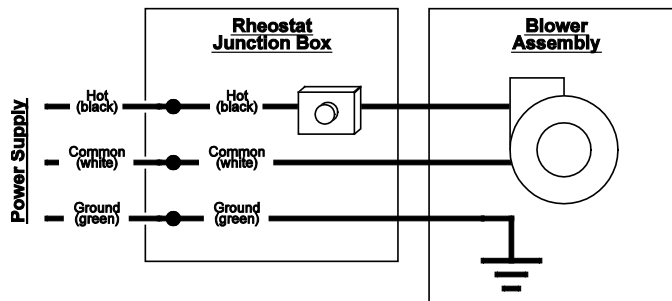 Rheostat
Junction Box
Blower
Assembly
Power Supply
Hot
(black)
Hot
(black)
Common
(white)
Common
(white)
Ground
(green)
Ground
(green)